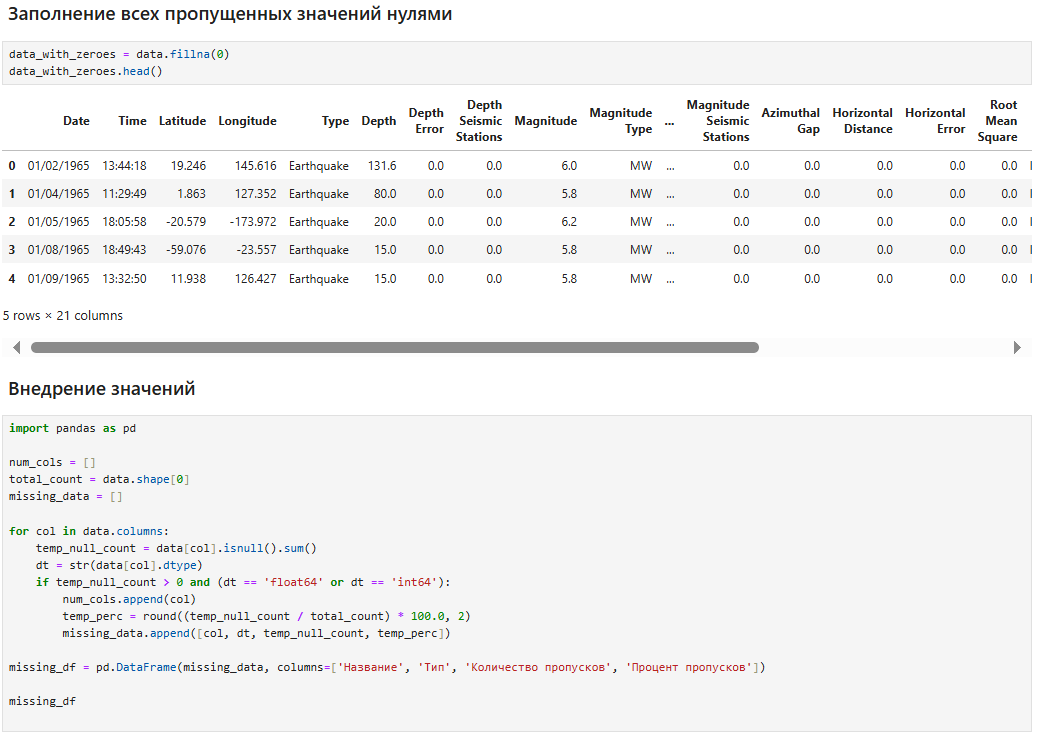 Заполнение всех пропущенных значений нулями
data_with_zeroes = data.fillna(0)
data_with_zeroes.head()
Date Time Latitude Longitude Type Depth Depth Error Depth Seismic Stations Magnitude Magnitude Type ... Magnitude Seismic Stations Azimuthal Gap Horizontal Distance Horizontal Error Root Mean Square
0 01/02/1965 13:44:18 19.246 145.616 Earthquake 131.6 0.0 0.0 6.0 MW ... 0.0 0.0 0.0 0.0 0.0
1 01/04/1965 11:29:49 1.863 127.352 Earthquake 80.0 0.0 0.0 5.8 MW ... 0.0 0.0 0.0 0.0 0.0
2 01/05/1965 18:05:58 -20.579 -173.972 Earthquake 20.0 0.0 0.0 6.2 MW ... 0.0 0.0 0.0 0.0 0.0
3 01/08/1965 18:49:43 -59.076 -23.557 Earthquake 15.0 0.0 0.0 5.8 MW ... 0.0 0.0 0.0 0.0 0.0
4 01/09/1965 13:32:50 11.938 126.427 Earthquake 15.0 0.0 0.0 5.8 MW ... 0.0 0.0 0.0 0.0 0.0
5 rows × 21 columns
Внедрение значений
import pandas as pd
num_cols = []
total_count = data.shape[0]
missing_data = []
for col in data.columns:
    temp_null_count = data[col].isnull().sum()
    dt = str(data[col].dtype)
    if temp_null_count > 0 and (dt == 'float64' or dt == 'int64'):
        num_cols.append(col)
        temp_perc = round((temp_null_count / total_count) * 100.0, 2)
        missing_data.append([col, dt, temp_null_count, temp_perc])
missing_df = pd.DataFrame(missing_data, columns=['Название', 'Тип', 'Количество пропусков', 'Процент пропусков'])
missing_df